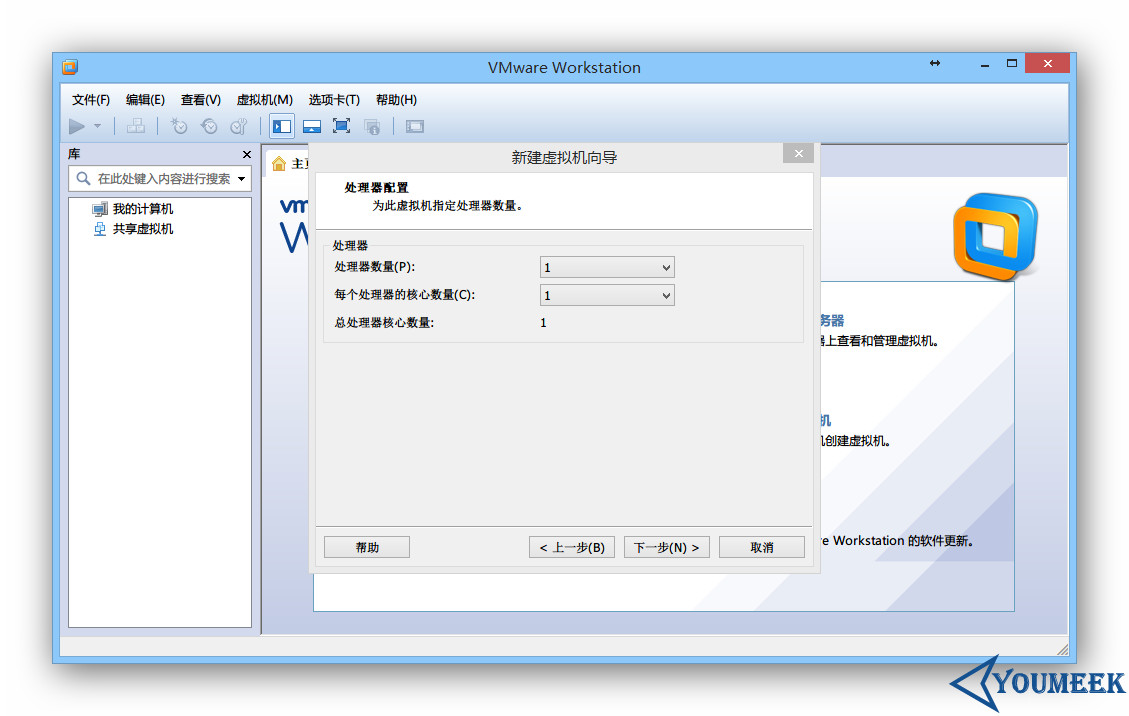 VMware Workstation
文件(F) 编辑(E) 查看(V) 虚拟机(M) 选项卡(T) 帮助(H)
库
在此处键入内容进行搜索
我的计算机
共享虚拟机
主
vm
W
新建虚拟机向导
处理器配置
为此虚拟机指定处理器数量。
处理器
处理器数量(P): 1
每个处理器的核心数量(C): 1
总处理器核心数量: 1
务器
器上查看和管理虚拟机。
机
机创建虚拟机。
re Workstation 的软件更新。
帮助 < 上一步(B) 下一步(N) > 取消
YOUMEEK